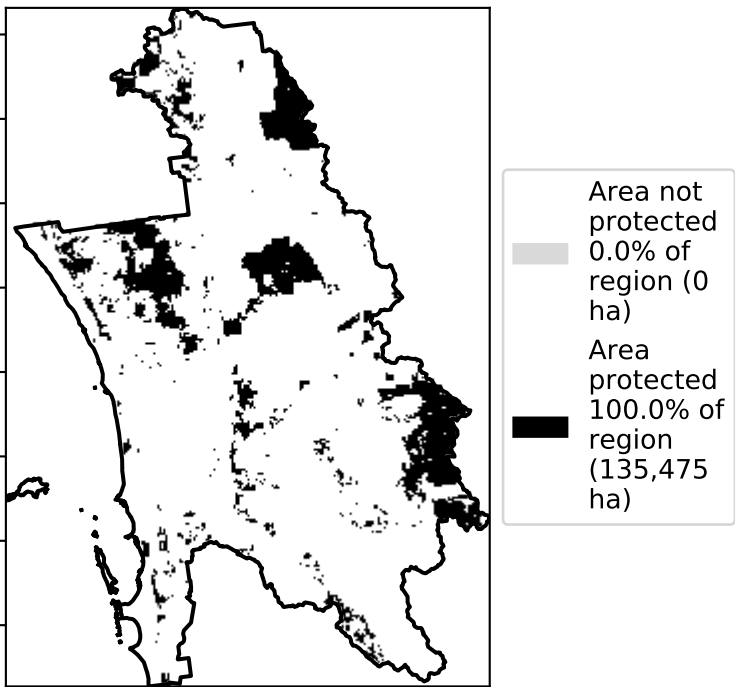 Area not
protected
0.0% of
region (0
ha)
Area
protected
100.0% of
region
(135,475
ha)